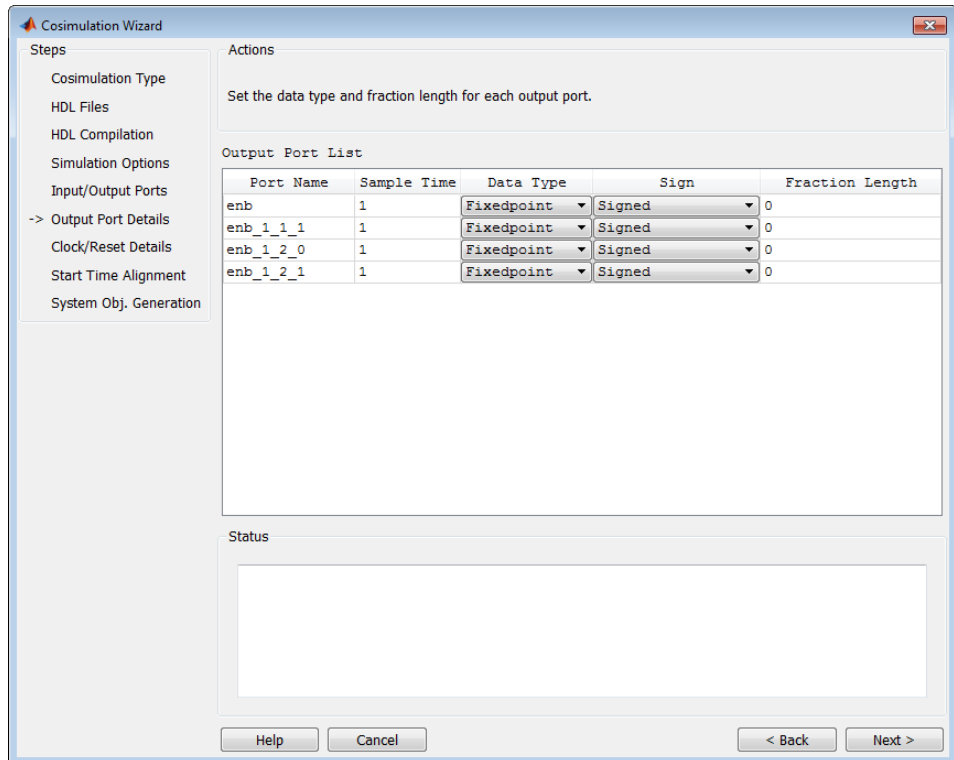 Cosimulation Wizard
Steps
Cosimulation Type
HDL Files
HDL Compilation
Simulation Options
Input/Output Ports
-> Output Port Details
Clock/Reset Details
Start Time Alignment
System Obj. Generation
Actions
Set the data type and fraction length for each output port.
Output Port List
Port Name Sample Time Data Type Sign Fraction Length
enb 1 Fixedpoint Signed 0
enb_1_1_1 1 Fixedpoint Signed 0
enb_1_2_0 1 Fixedpoint Signed 0
enb_1_2_1 1 Fixedpoint Signed 0
Status
Help Cancel < Back Next >